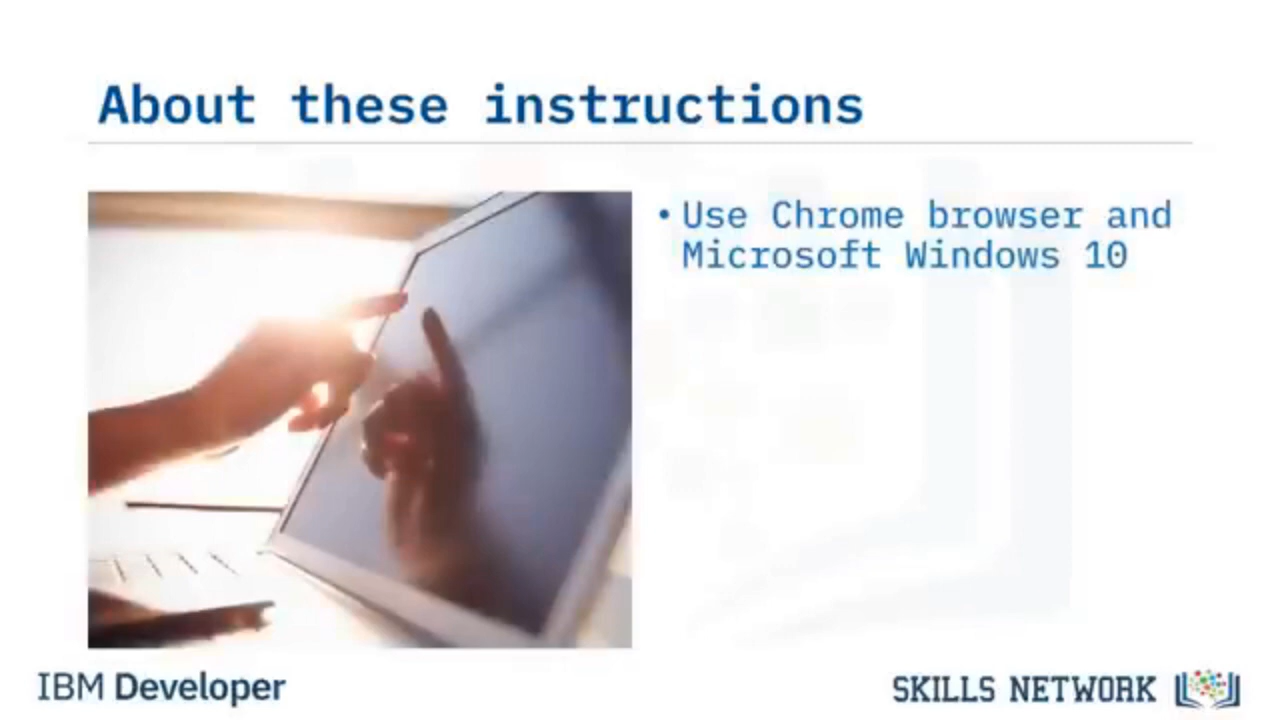 About these instructions
• Use Chrome browser and
Microsoft Windows 10
IBM Developer
SKILLS NETWORK